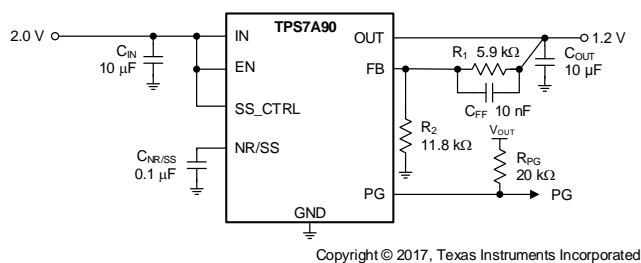 TPS7A90
2.0 V
IN
OUT
1.2 V
CIN
10 µF
R1 5.9 kΩ
COUT
10 µF
EN
FB
SS_CTRL
CFF 10 nF
VOUT
CNR/SS
0.1 µF
NR/SS
R2
11.8 kΩ
RPG
20 kΩ
PG
PG
GND
Copyright © 2017, Texas Instruments Incorporated